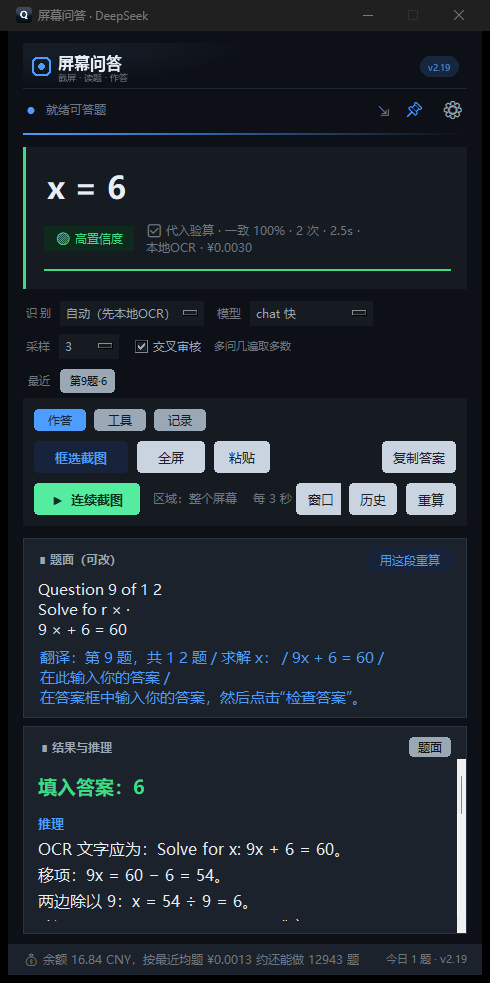 屏幕问答 · DeepSeek
屏幕问答
截屏 · 读题 · 作答
v2.19
就绪可答题
x = 6
高置信度
代入验算 · 一致 100% · 2 次 · 2.5s ·
本地OCR · ¥0.0030
识别 自动（先本地OCR） 模型 chat 快
采样 3 交叉审核 多问几遍取多数
最近 第9题·6
作答 工具 记录
框选截图 全屏 粘贴 复制答案
连续截图 区域：整个屏幕 每 3 秒 窗口 历史 重算
题面（可改） 用这段重算
Question 9 of 1 2
Solve fo r × ·
9 × + 6 = 60
翻译：第 9 题，共 1 2 题 / 求解 x： / 9x + 6 = 60 /
在此输入你的答案 /
在答案框中输入你的答案，然后点击“检查答案”。
结果与推理 题面
填入答案：6
推理
OCR 文字应为：Solve for x: 9x + 6 = 60。
移项：9x = 60 − 6 = 54。
两边除以 9：x = 54 ÷ 9 = 6。
余额 16.84 CNY，按最近均题 ¥0.0013 约还能做 12943 题 今日 1 题 · v2.19